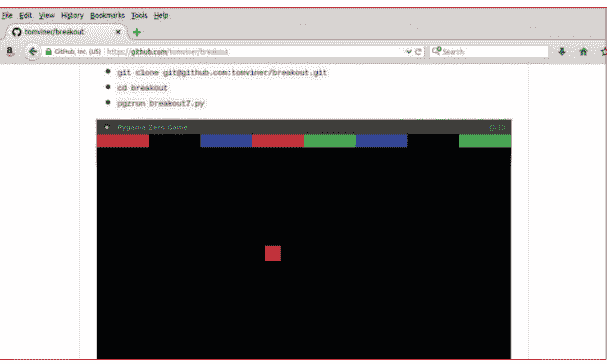 File Edit View History Bookmarks Tools Help
tomviner/breakout
GitHub, Inc. (US) https://github.com/tomviner/breakout
Search
git clone git@github.com:tomviner/breakout.git
cd breakout
pgzrun breakout7.py
Pygame Zero Game